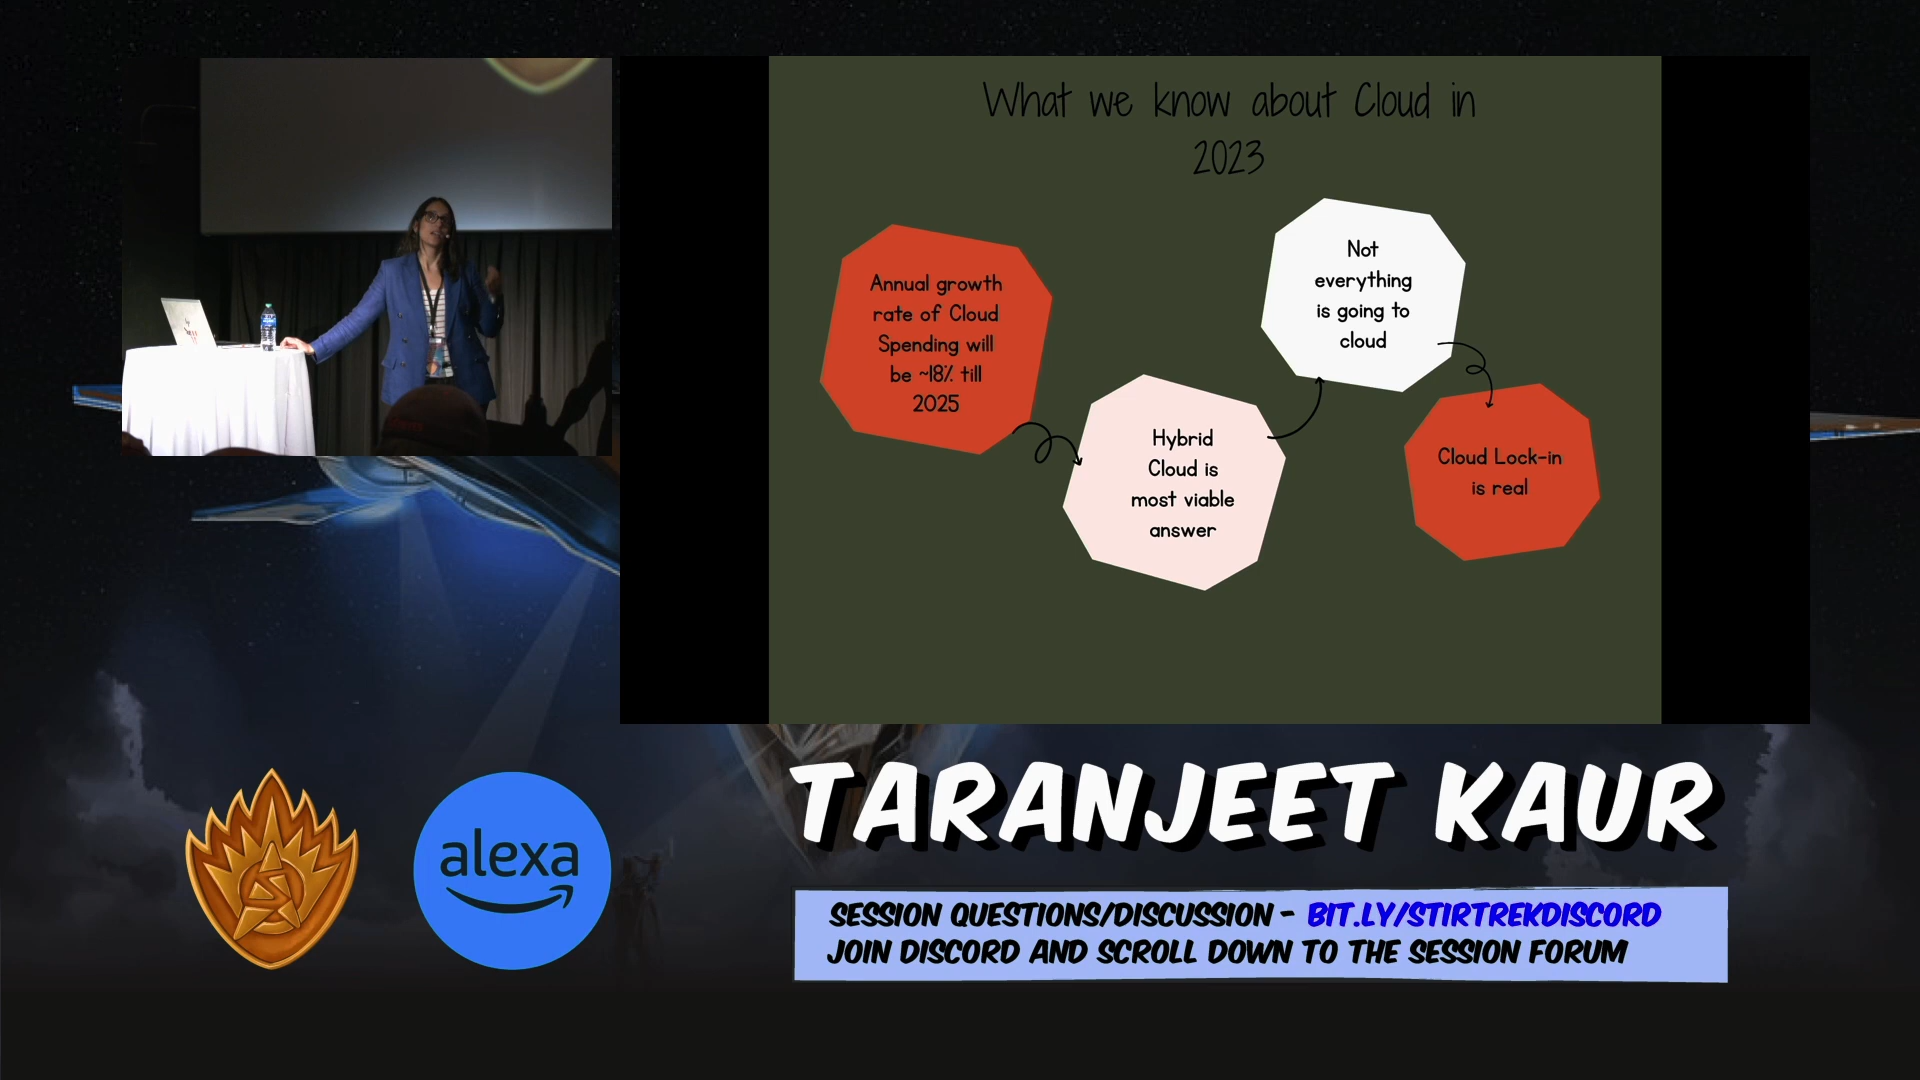 What we know about Cloud in
2023
Annual growth
rate of Cloud
Spending will
be ~18% till
2025
Hybrid
Cloud is
most viable
answer
Not
everything
is going to
cloud
Cloud Lock-in
is real
alexa
TARANJEET KAUR
SESSION QUESTIONS/DISCUSSION - BIT.LY/STIRTREKDISCORD
JOIN DISCORD AND SCROLL DOWN TO THE SESSION FORUM